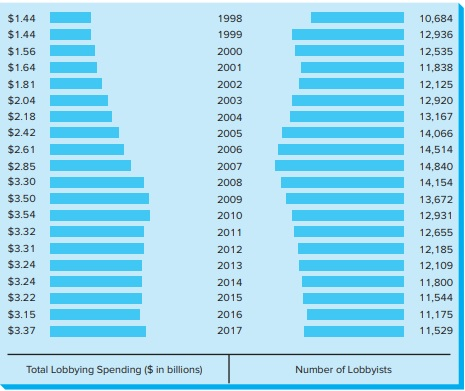 $1.44 1998 10,684
$1.44 1999 12,936
$1.56 2000 12,535
$1.64 2001 11,838
$1.81 2002 12,125
$2.04 2003 12,920
$2.18 2004 13,167
$2.42 2005 14,066
$2.61 2006 14,514
$2.85 2007 14,840
$3.30 2008 14,154
$3.50 2009 13,672
$3.54 2010 12,931
$3.32 2011 12,655
$3.31 2012 12,185
$3.24 2013 12,109
$3.24 2014 11,800
$3.22 2015 11,544
$3.15 2016 11,175
$3.37 2017 11,529
Total Lobbying Spending ($ in billions) Number of Lobbyists